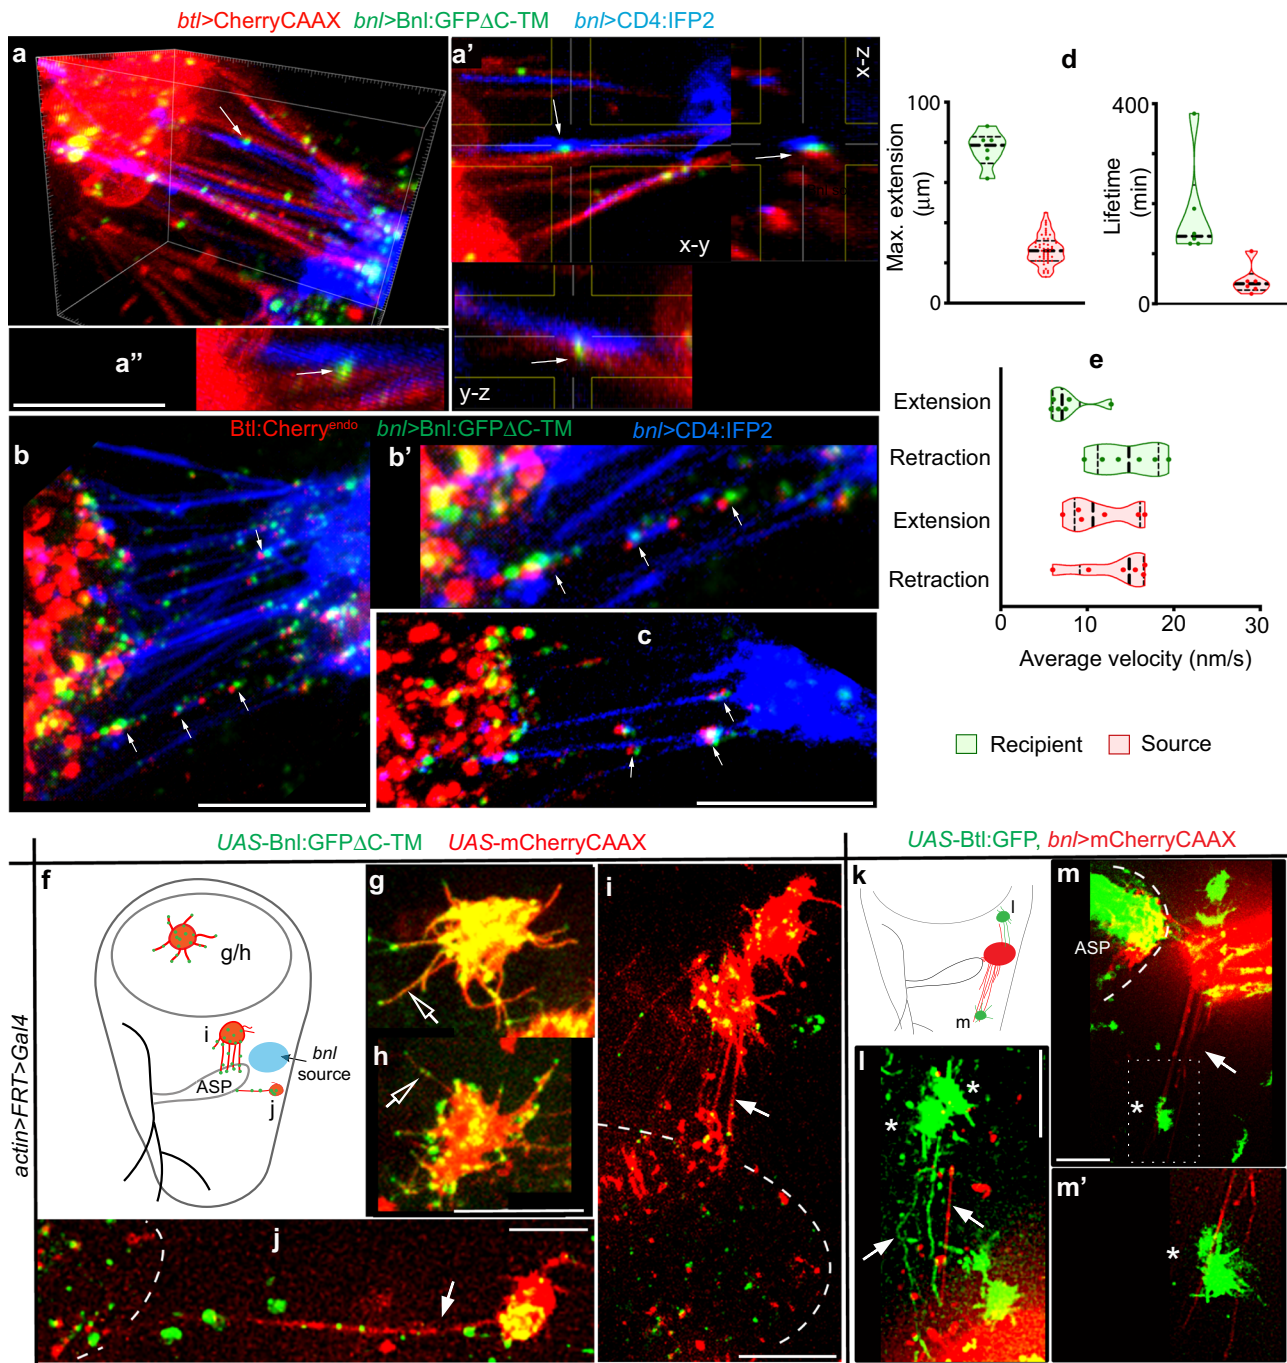 btl>CherryCAAX bnl>Bnl:GFPΔC-TM bnl>CD4:IFP2
a
a'
x-z
x-y
a''
y-z
d
100
Max. extension
(µm)
0
400
Lifetime
(min)
0
e
Extension
Retraction
Extension
Retraction
0 10 20 30
Average velocity (nm/s)
Recipient Source
Btl:Cherryendo bnl>Bnl:GFPΔC-TM bnl>CD4:IFP2
b
b'
c
UAS-Bnl:GFPΔC-TM UAS-mCherryCAAX
UAS-Btl:GFP, bnl>mCherryCAAX
actin>FRT>Gal4
f
g/h
i
bnl
source
ASP
j
g
h
i
j
k
l
m
l
*
*
m
ASP
*
m'
*